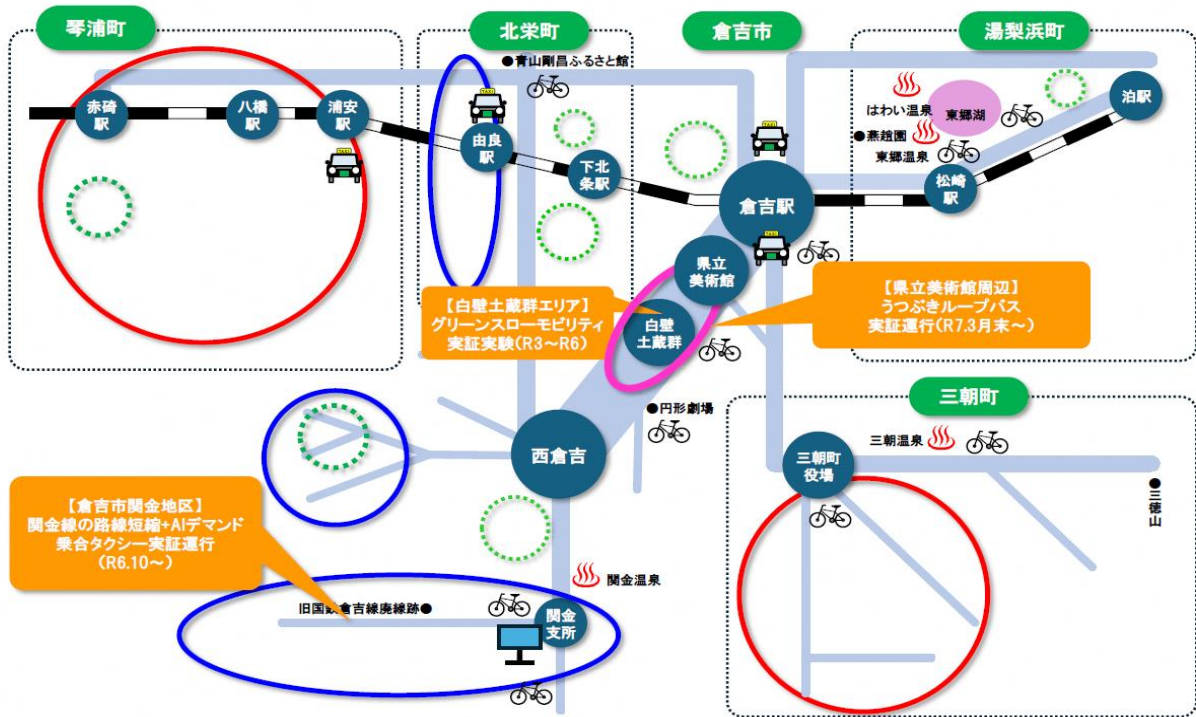 琴浦町
北栄町
倉吉市
湯梨浜町
●青山剛昌ふるさと館
赤碕
駅
八橋
駅
浦安
駅
TAXI
由良
駅
下北
条駅
TAXI
TAXI
倉吉駅
TAXI
はわい温泉
東郷湖
●燕趙園
東郷温泉
松崎
駅
泊駅
県立
美術館
【白壁土蔵群エリア】
グリーンスローモビリティ
実証実験(R3~R6)
白壁
土蔵群
【県立美術館周辺】
うつぶきループバス
実証運行(R7.3月末~)
三朝町
●円形劇場
西倉吉
三朝温泉
三朝町
役場
●三徳山
【倉吉市関金地区】
関金線の路線短縮+AIデマンド
乗合タクシー実証運行
(R6.10~)
関金温泉
旧国鉄倉吉線廃線跡●
関金
支所